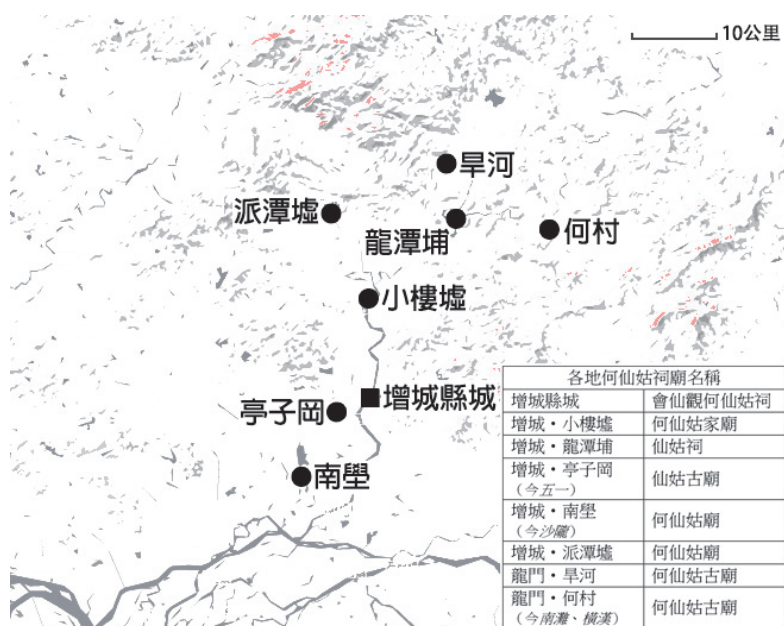 10公里
旱河
派潭墟
龍潭埔
何村
小樓墟
增城縣城
亭子岡
南壆
各地何仙姑祠廟名稱
增城縣城 會仙觀何仙姑祠
增城・小樓墟 何仙姑家廟
增城・龍潭埔 仙姑祠
增城・亭子岡
(今五一)
仙姑古廟
增城・南壆
(今沙隴)
何仙姑廟
增城・派潭墟 何仙姑廟
龍門・旱河 何仙姑古廟
龍門・何村
(今南灘、橫漢)
何仙姑古廟